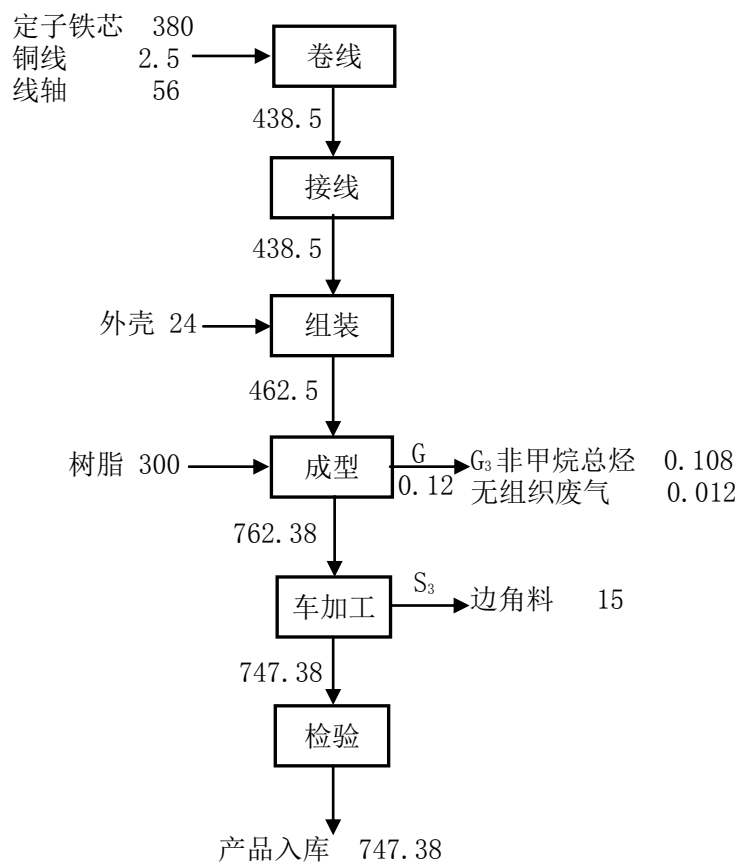 定子铁芯 380
铜线 2.5
线轴 56
卷线
438.5
接线
438.5
外壳 24
组装
462.5
树脂 300
成型
G
0.12
G₃非甲烷总烃 0.108
无组织废气 0.012
762.38
车加工
S₃
边角料 15
747.38
检验
产品入库 747.38